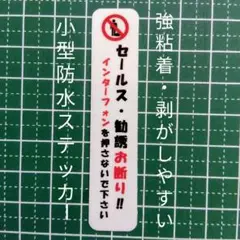 強粘着・剥がしやすい
セールス・勧誘お断り!!
インターフォンを押さないで下さい
小型防水ステッカー